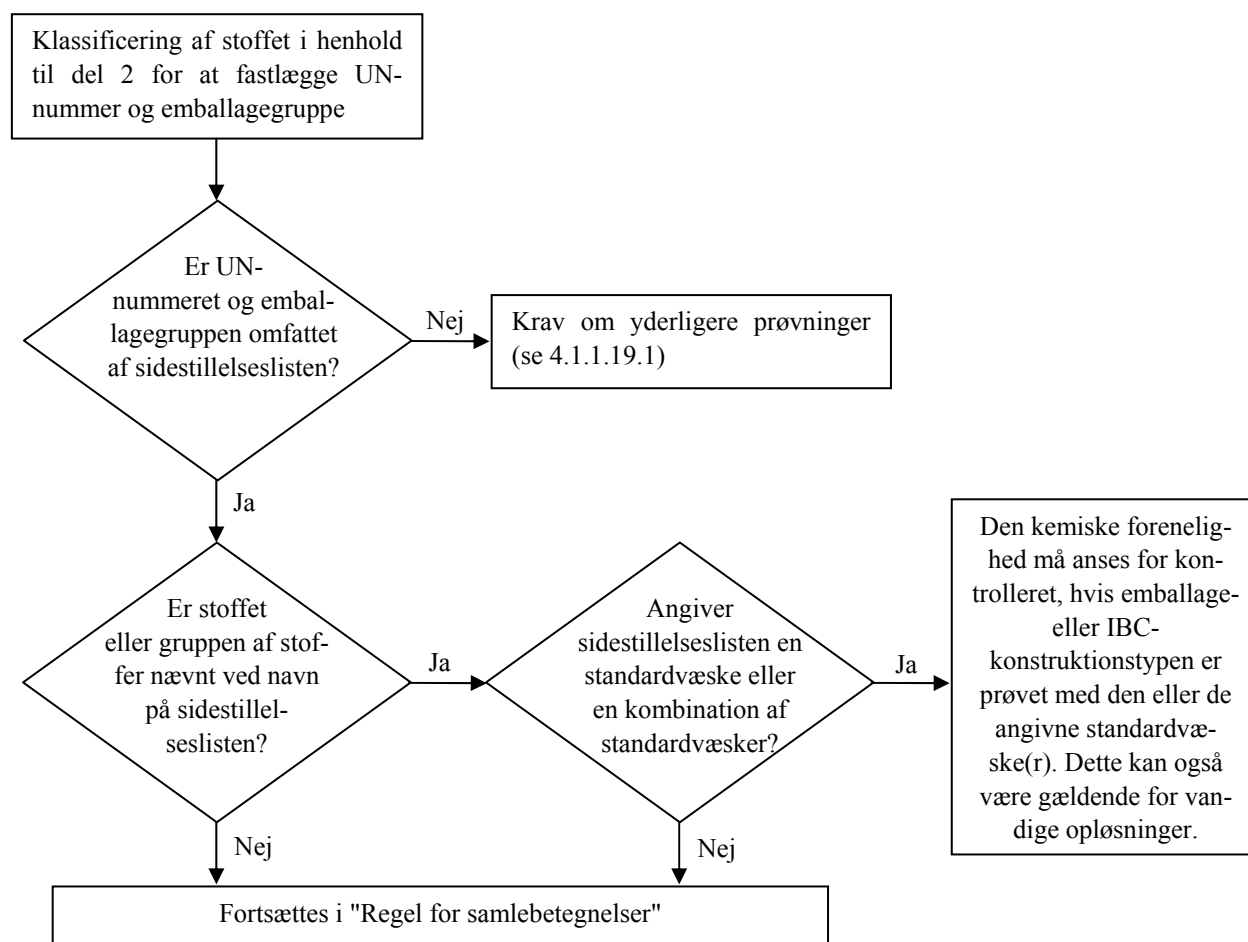 Klassificering af stoffet i henhold
til del 2 for at fastlægge UN-
nummer og emballagegruppe
Er UN-
nummeret og embal-
lagegruppen omfattet
af sidestillelseslisten?
Nej
Krav om yderligere prøvninger
(se 4.1.1.19.1)
Ja
Er stoffet
eller gruppen af stof-
fer nævnt ved navn
på sidestillel-
seslisten?
Ja
Angiver
sidestillelseslisten en
standardvæske eller
en kombination af
standardvæsker?
Ja
Den kemiske forenelig-
hed må anses for kon-
trolleret, hvis emballage-
eller IBC-
konstruktionstypen er
prøvet med den eller de
angivne standardvæ-
ske(r). Dette kan også
være gældende for van-
dige opløsninger.
Nej
Nej
Fortsættes i "Regel for samlebetegnelser"